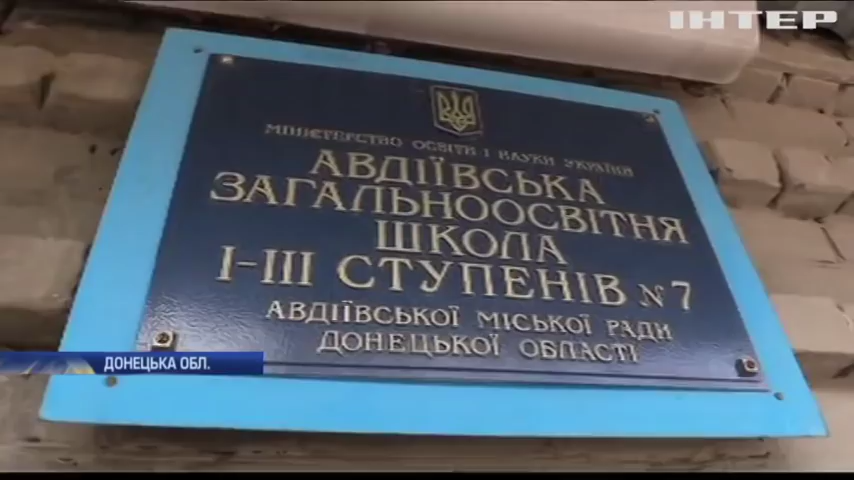 ІНТЕР
МІНІСТЕРСТВО ОСВІТИ І НАУКИ УКРАЇНИ
АВДІЇВСЬКА
ЗАГАЛЬНООСВІТНЯ
ШКОЛА
І-ІІІ СТУПЕНІВ №7
АВДІЇВСЬКОЇ МІСЬКОЇ РАДИ
ДОНЕЦЬКОЇ ОБЛАСТІ
ДОНЕЦЬКА ОБЛ.